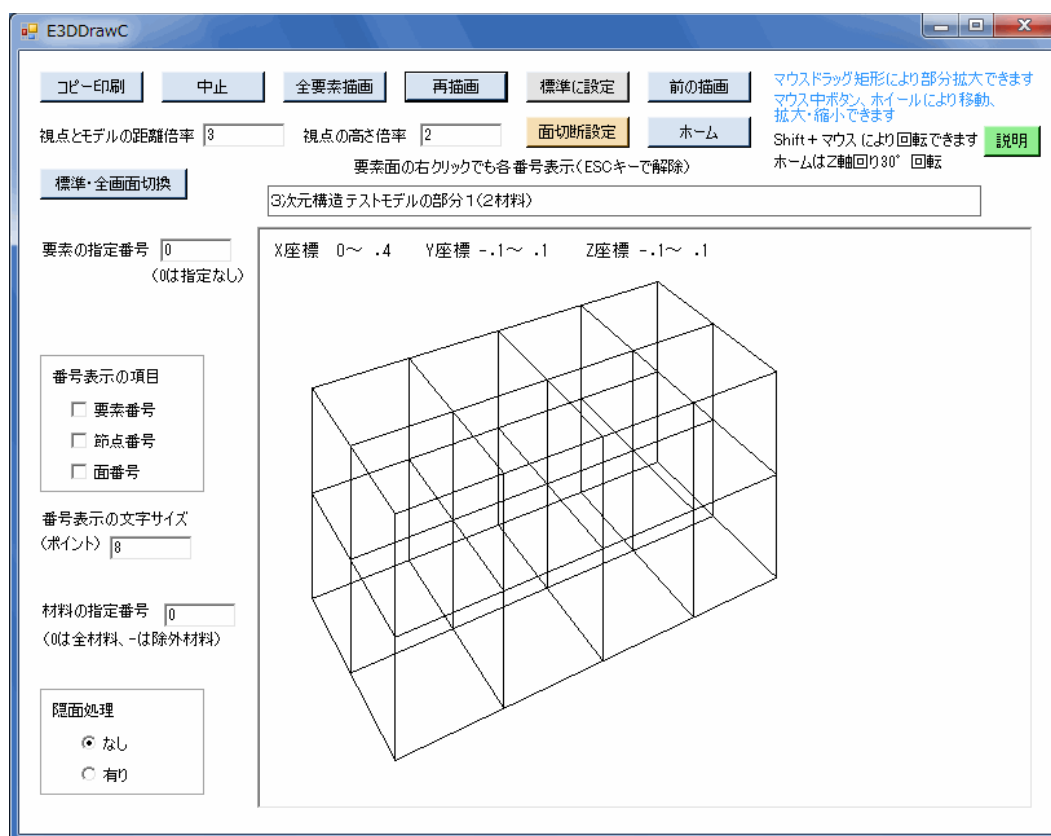 E3DDrawC
コピー印刷 中止 全要素描画 再描画 標準に設定 前の描画
マウスドラッグ矩形により部分拡大できます
マウス中ボタン、ホイールにより移動、
拡大・縮小できます
視点とモデルの距離倍率 3 視点の高さ倍率 2 面切断設定 ホーム
Shift+マウス により回転できます 説明
ホームはZ軸回り30° 回転
要素面の右クリックでも各番号表示(ESCキーで解除)
標準・全画面切換
3次元構造テストモデルの部分1(2材料)
要素の指定番号 0
(0は指定なし)
X座標 0~ .4 Y座標 -.1~ .1 Z座標 -.1~ .1
番号表示の項目
要素番号
節点番号
面番号
番号表示の文字サイズ
(ポイント) 8
材料の指定番号 0
(0は全材料、-は除外材料)
隠面処理
なし
有り